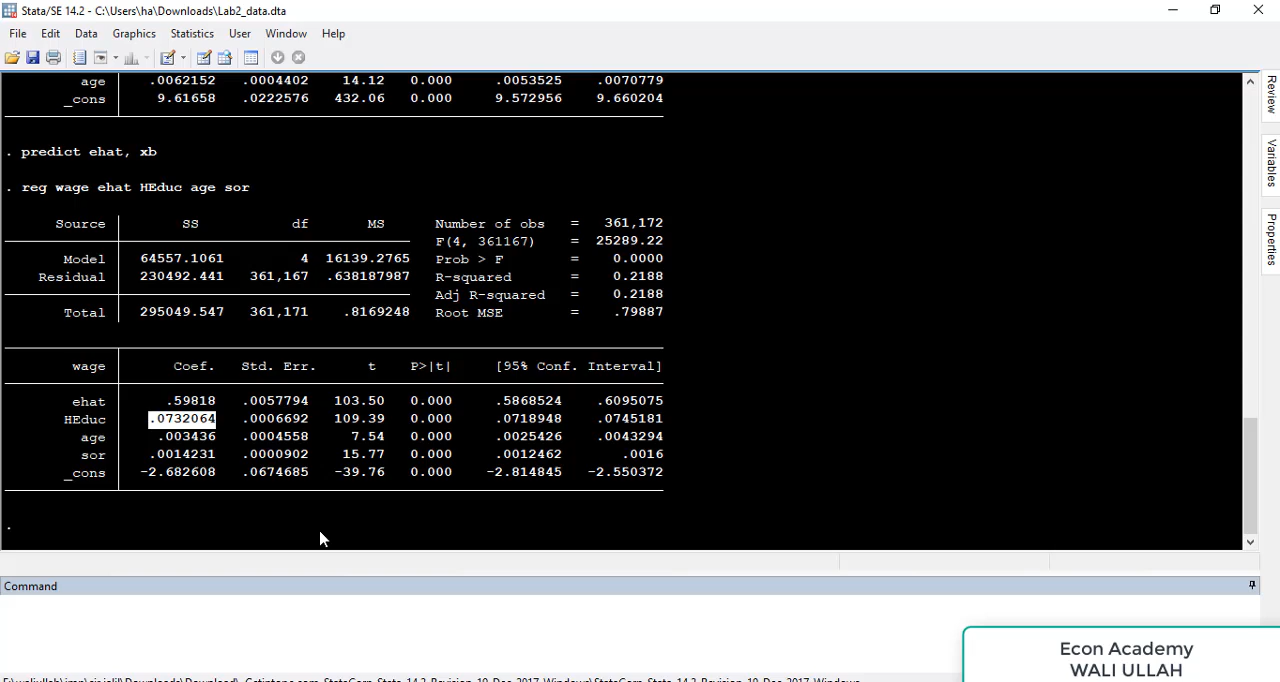 Stata/SE 14.2 - C:\Users\ha\Downloads\Lab2_data.dta
File Edit Data Graphics Statistics User Window Help
age .0062152 .0004402 14.12 0.000 .0053525 .0070779
_cons 9.61658 .0222576 432.06 0.000 9.572956 9.660204
. predict ehat, xb
. reg wage ehat HEduc age sor
Source SS df MS Number of obs = 361,172
F(4, 361167) = 25289.22
Model 64557.1061 4 16139.2765 Prob > F = 0.0000
Residual 230492.441 361,167 .638187987 R-squared = 0.2188
Adj R-squared = 0.2188
Total 295049.547 361,171 .8169248 Root MSE = .79887
wage Coef. Std. Err. t P>|t| [95% Conf. Interval]
ehat .59818 .0057794 103.50 0.000 .5868524 .6095075
HEduc .0732064 .0006692 109.39 0.000 .0718948 .0745181
age .003436 .0004558 7.54 0.000 .0025426 .0043294
sor .0014231 .0000902 15.77 0.000 .0012462 .0016
_cons -2.682608 .0674685 -39.76 0.000 -2.814845 -2.550372
.
Review
Variables
Properties
Command
Econ Academy
WALI ULLAH